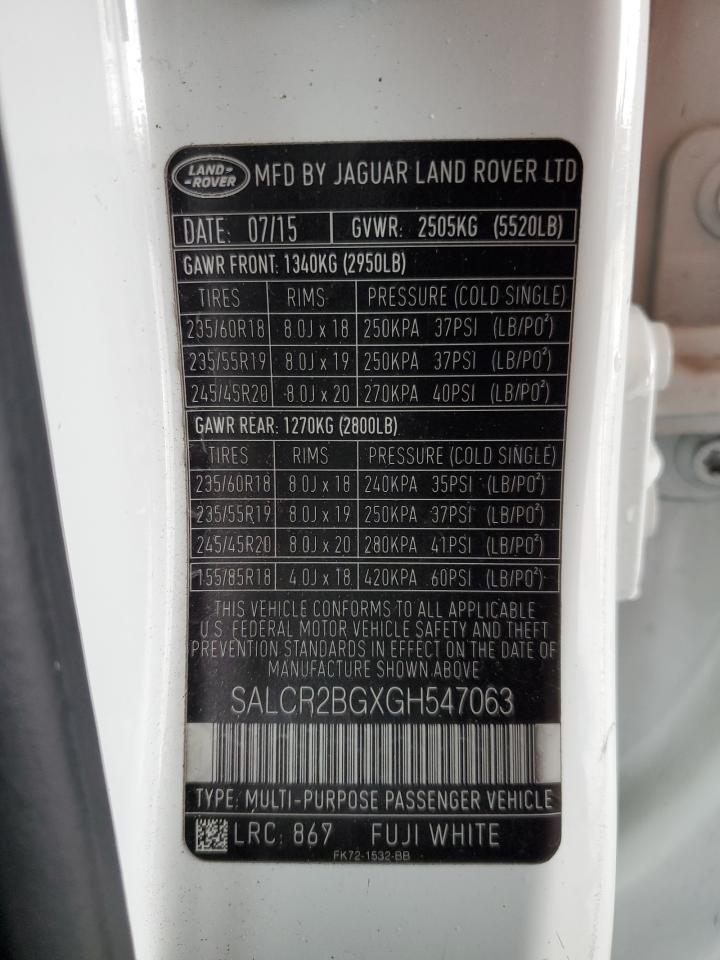 LAND-
-ROVER
MFD BY JAGUAR LAND ROVER LTD
DATE: 07/15 GVWR: 2505KG (5520LB)
GAWR FRONT: 1340KG (2950LB)
TIRES RIMS PRESSURE (COLD SINGLE)
235/60R18 8.0J x 18 250KPA 37PSI (LB/PO²)
235/55R19 8.0J x 19 250KPA 37PSI (LB/PO²)
245/45R20 8.0J x 20 270KPA 40PSI (LB/PO²)
GAWR REAR: 1270KG (2800LB)
TIRES RIMS PRESSURE (COLD SINGLE)
235/60R18 8.0J x 18 240KPA 35PSI (LB/PO²)
235/55R19 8.0J x 19 250KPA 37PSI (LB/PO²)
245/45R20 8.0J x 20 280KPA 41PSI (LB/PO²)
155/85R18 4.0J x 18 420KPA 60PSI (LB/PO²)
THIS VEHICLE CONFORMS TO ALL APPLICABLE
U.S. FEDERAL MOTOR VEHICLE SAFETY AND THEFT
PREVENTION STANDARDS IN EFFECT ON THE DATE OF
MANUFACTURE SHOWN ABOVE
SALCR2BGXGH547063
TYPE: MULTI-PURPOSE PASSENGER VEHICLE
LRC: 867 FUJI WHITE
FK72-1532-BB